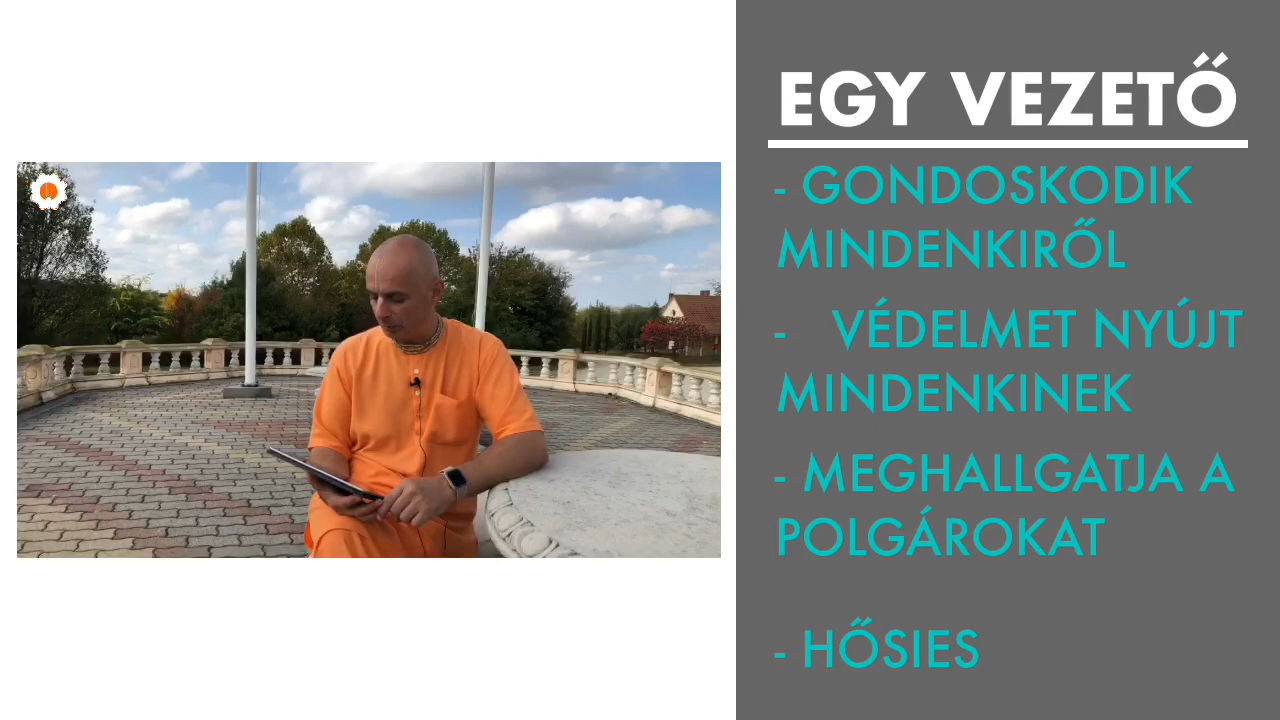 EGY VEZETŐ
- GONDOSKODIK
MINDENKIRŐL
- VÉDELMET NYÚJT
MINDENKINEK
- MEGHALLGATJA A
POLGÁROKAT
- HŐSIES